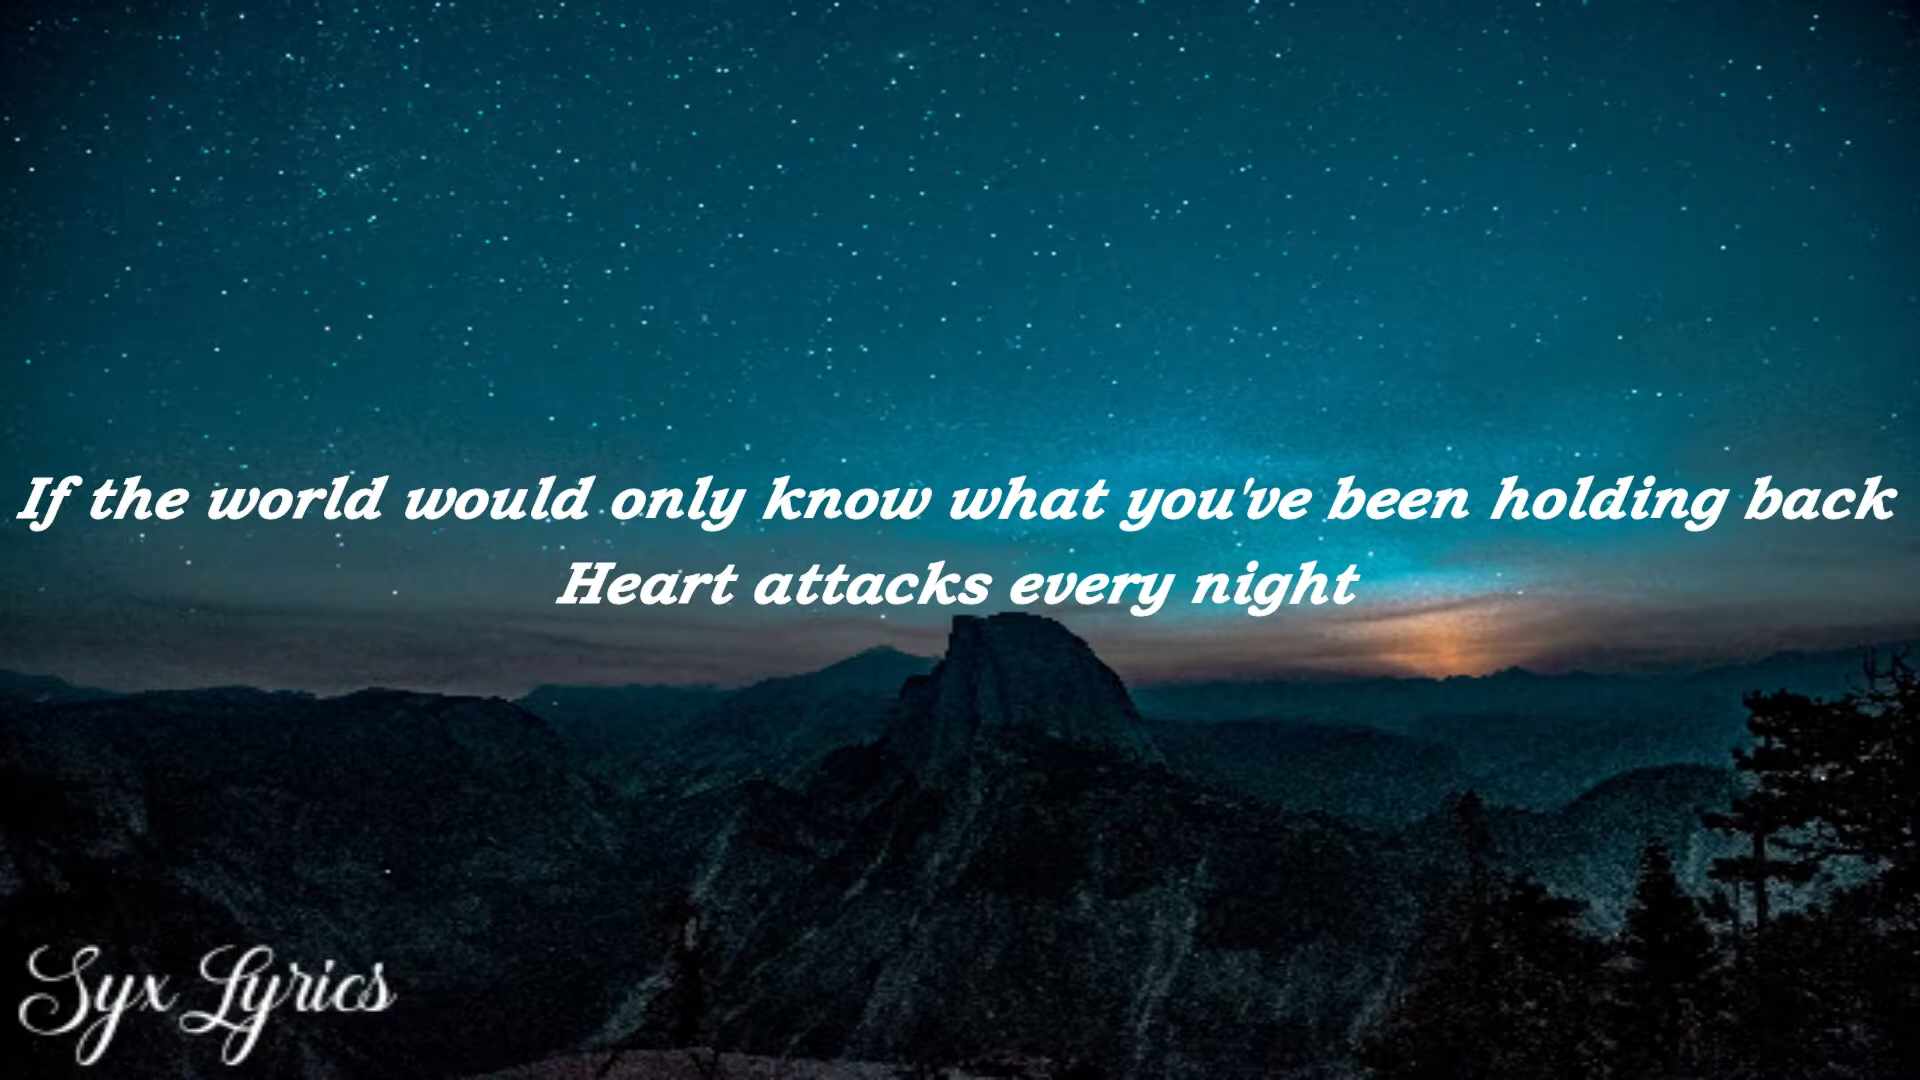 If the world would only know what you've been holding back
Heart attacks every night
Syx Lyrics